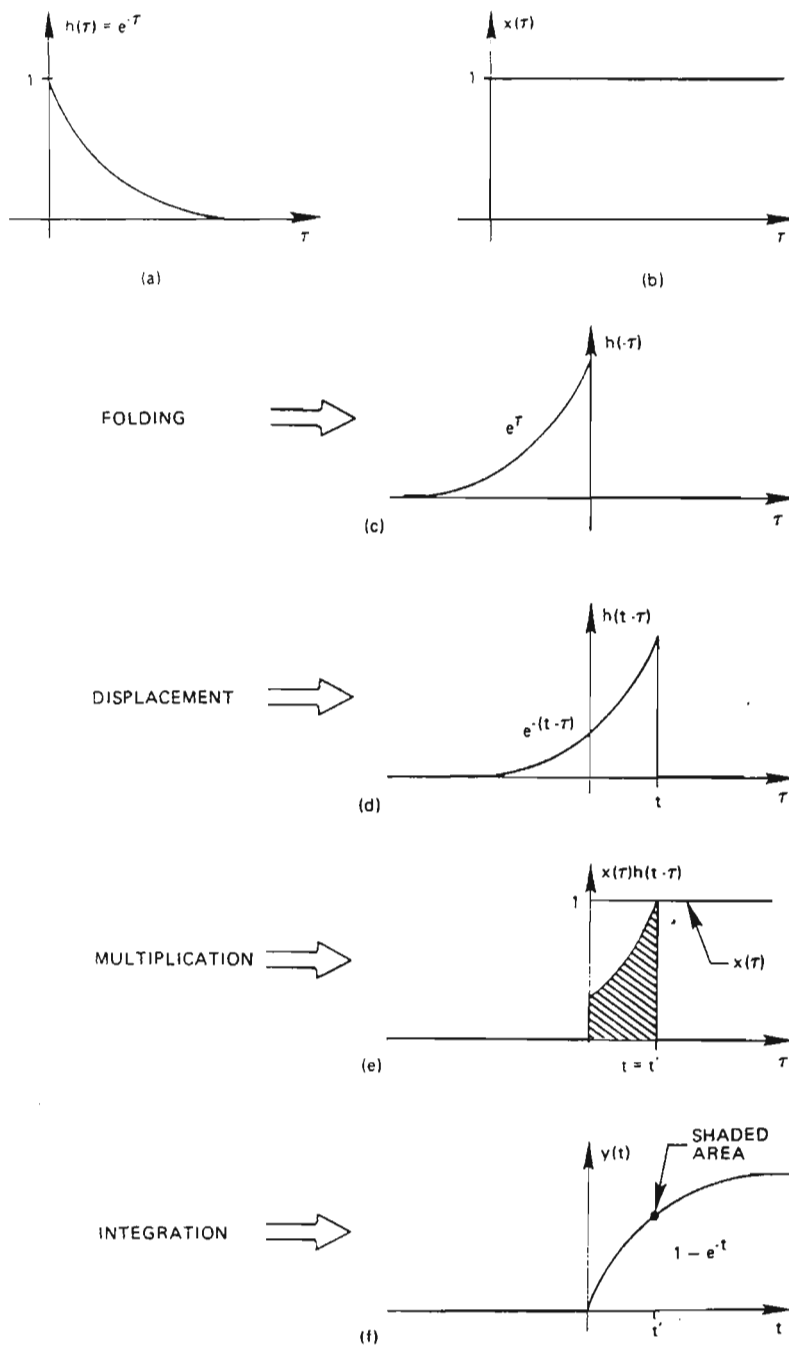 h(τ) = e^-τ
x(τ)
1
1
τ
τ
(a)
(b)
h(-τ)
FOLDING
e^τ
τ
(c)
h(t -τ)
DISPLACEMENT
e^-(t -τ)
t
τ
(d)
x(τ)h(t -τ)
1
MULTIPLICATION
x(τ)
t = t'
τ
(e)
SHADED
AREA
y(t)
INTEGRATION
1 − e^-t
t'
t
(f)